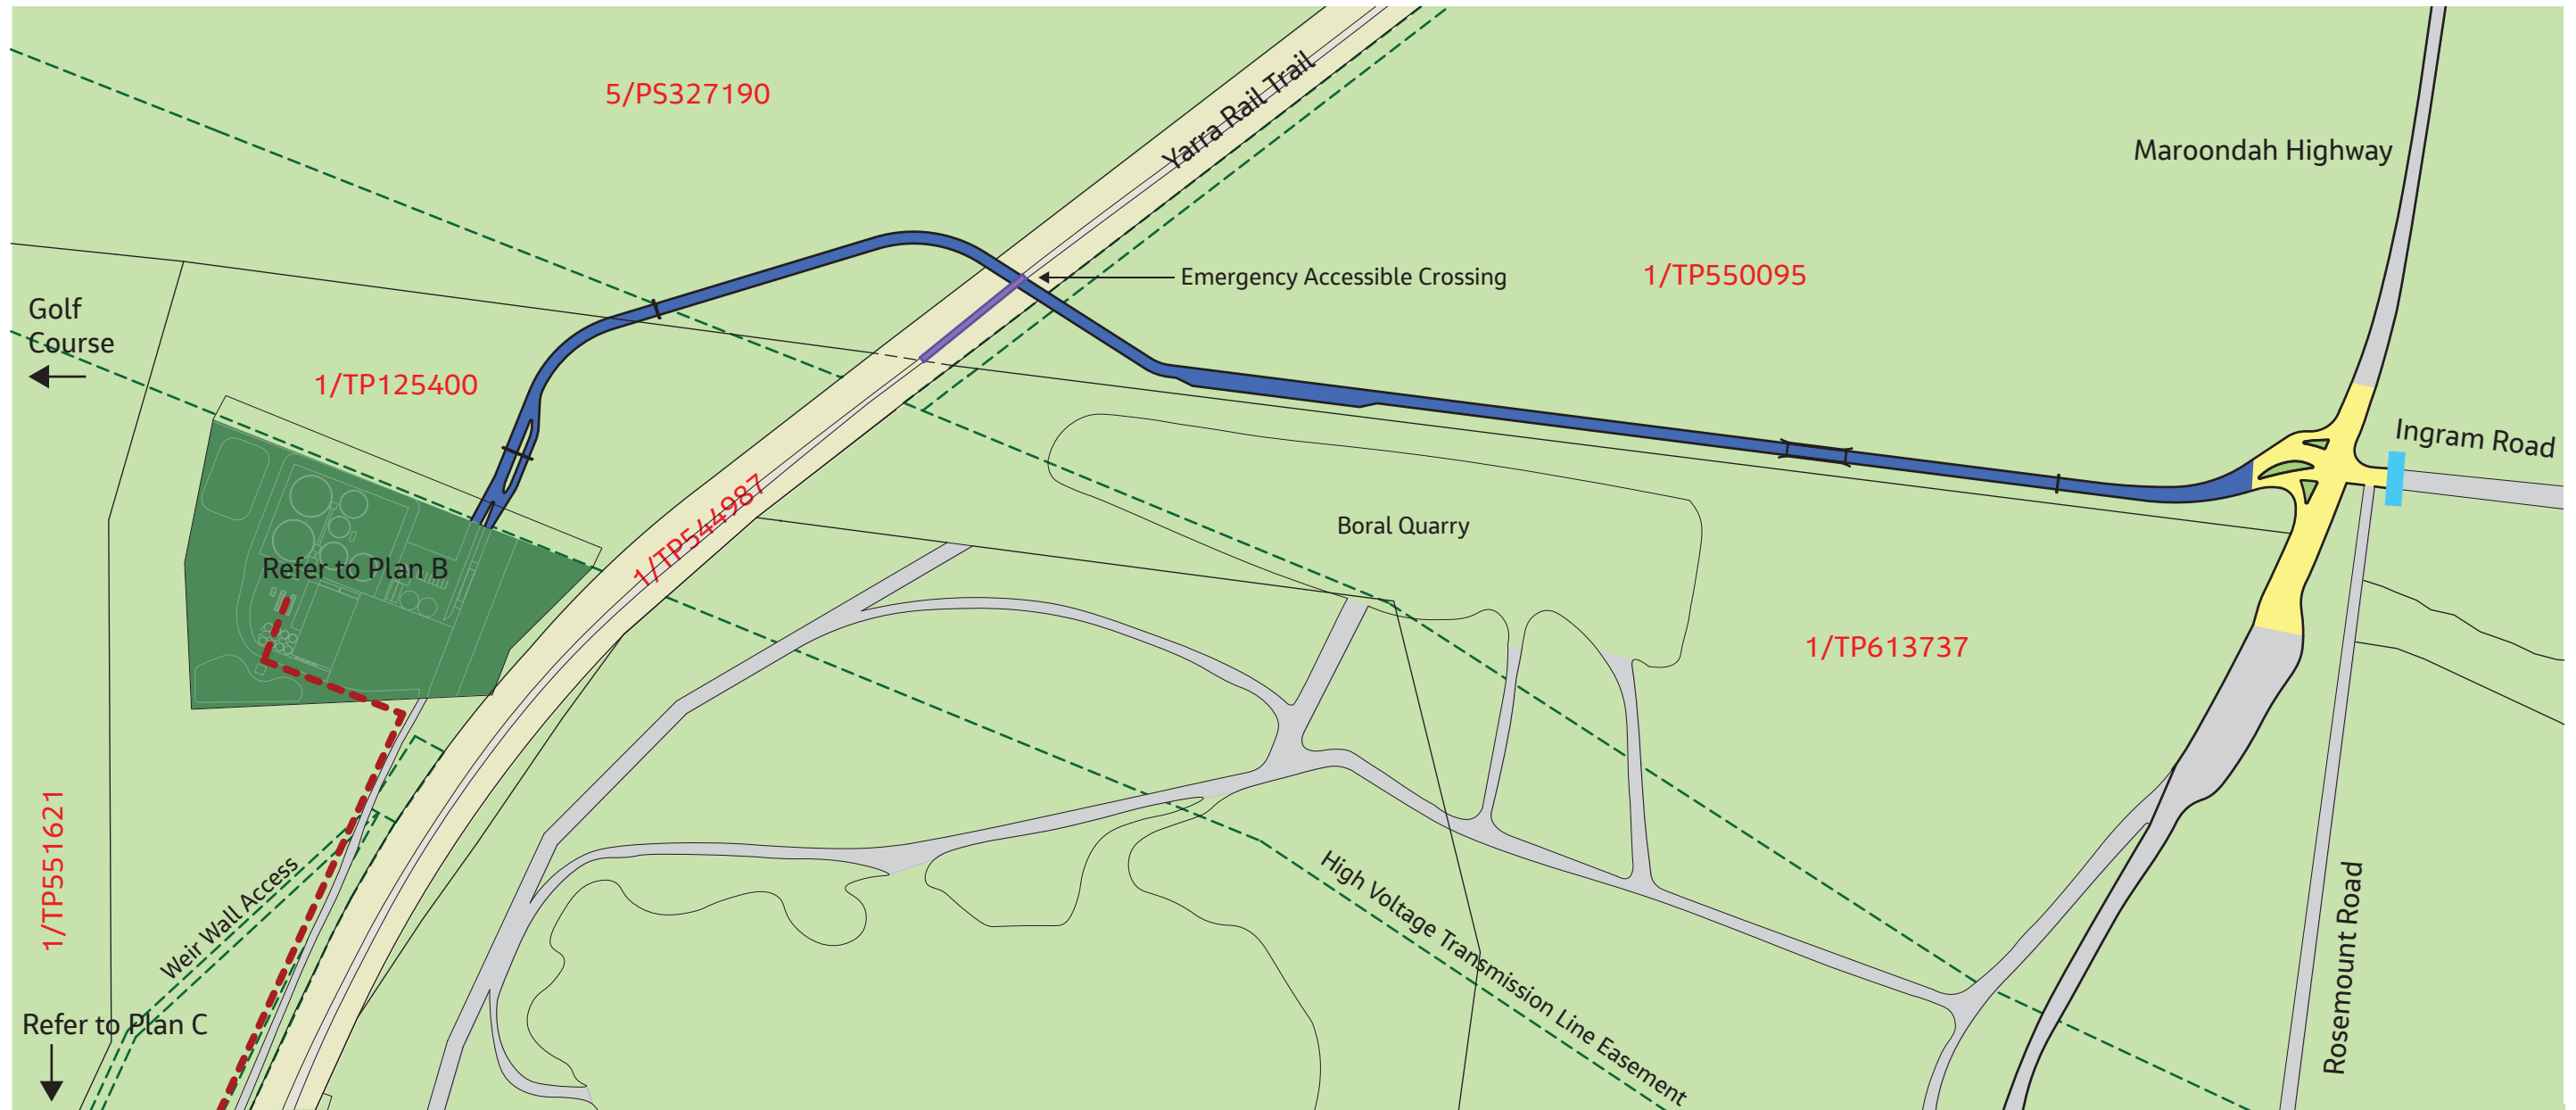 5/PS327190
Yarra Rail Trail
Maroondah Highway
Emergency Accessible Crossing
1/TP550095
Golf
Course
1/TP125400
Ingram Road
1/TP544987
Boral Quarry
Refer to Plan B
1/TP613737
1/TP551621
Weir Wall Access
High Voltage Transmission Line Easement
Rosemount Road
Refer to Plan C